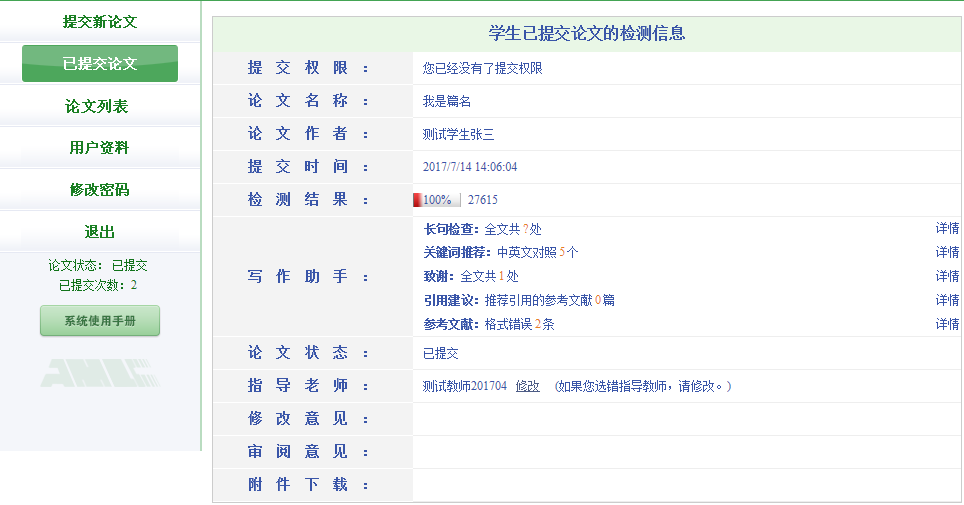 提交新论文
已提交论文
论文列表
用户资料
修改密码
退出
论文状态： 已提交
已提交次数：2
系统使用手册
AMLC
学生已提交论文的检测信息
提交权限： 您已经没有了提交权限
论文名称： 我是篇名
论文作者： 测试学生张三
提交时间： 2017/7/14 14:06:04
检测结果： 100% 27615
写作助手：
长句检查：全文共 ? 处 详情
关键词推荐：中英文对照 5 个 详情
致谢：全文共 1 处 详情
引用建议：推荐引用的参考文献 0 篇 详情
参考文献：格式错误 2 条 详情
论文状态： 已提交
指导老师： 测试教师201704 修改 (如果您选错指导教师，请修改。)
修改意见：
审阅意见：
附件下载：